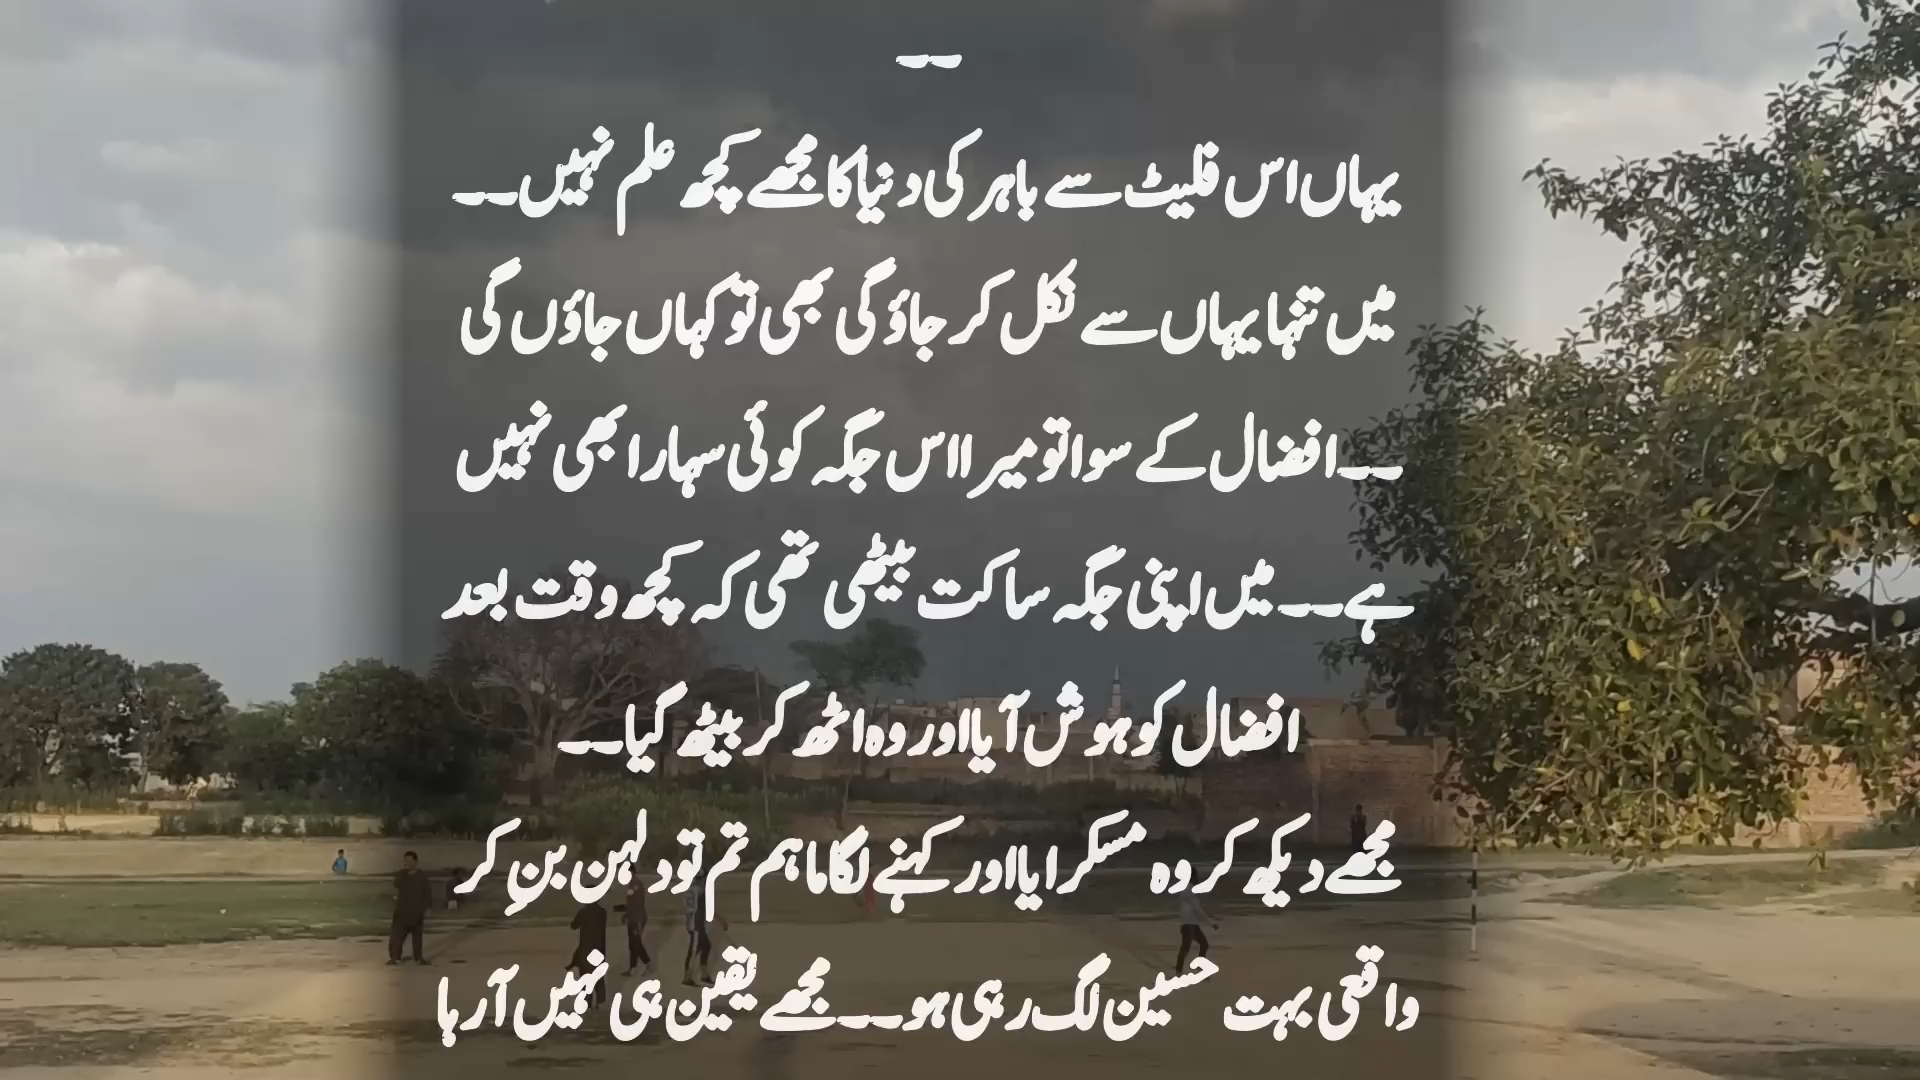 ۔۔
یہاں اس فلیٹ سے باہر کی دنیا کا مجھے کچھ علم نہیں۔۔
میں تنہا یہاں سے نکل کر جاؤ گی بھی تو کہاں جاؤں گی
۔۔افضال کے سوا تو میرا اس جگہ کوئی سہارا بھی نہیں
ہے۔۔میں اپنی جگہ ساکت بیٹھی تھی کہ کچھ وقت بعد
افضال کو ہوش آیا اور وہ اٹھ کر بیٹھ گیا۔۔
مجھے دیکھ کر وہ مسکرایا اور کہنے لگا ماہم تم تو دلہن بنِ کر
واقعی بہت حسین لگ رہی ہو۔۔مجھے یقین ہی نہیں آرہا